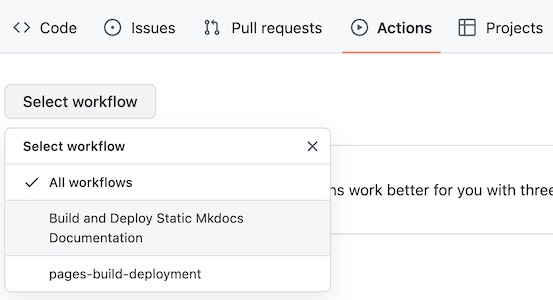 Code Issues Pull requests Actions Projects
Select workflow
Select workflow
All workflows
ns work better for you with three
Build and Deploy Static Mkdocs
Documentation
pages-build-deployment